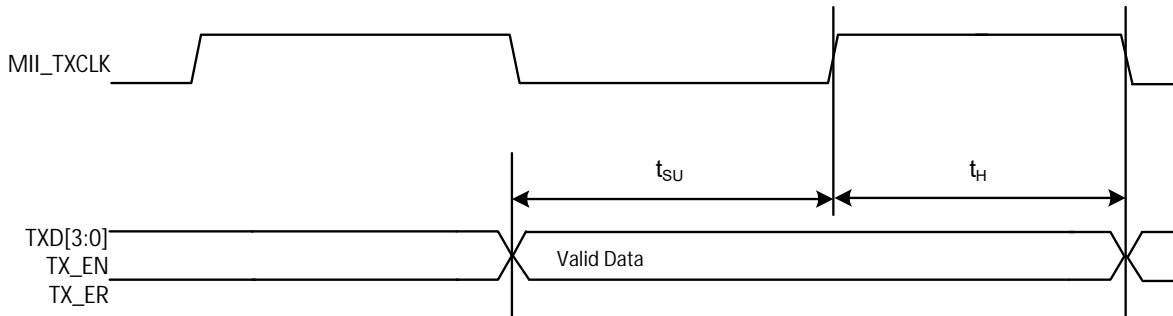 MII_TXCLK
tSU
tH
TXD[3:0]
Valid Data
TX_EN
TX_ER